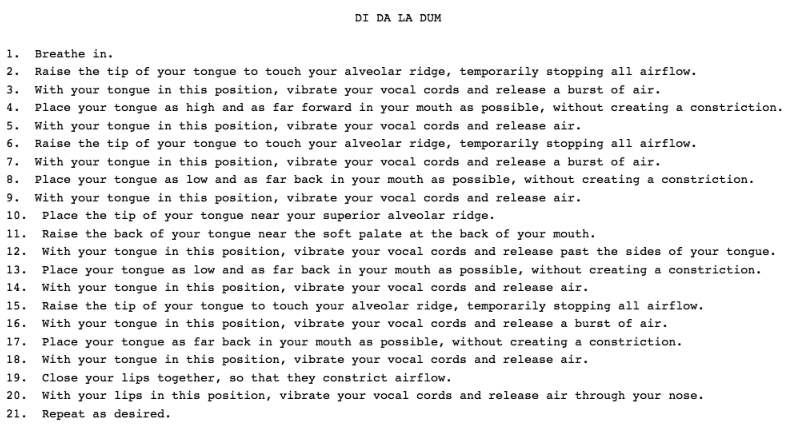 DI DA LA DUM
1. Breathe in.
2. Raise the tip of your tongue to touch your alveolar ridge, temporarily stopping all airflow.
3. With your tongue in this position, vibrate your vocal cords and release a burst of air.
4. Place your tongue as high and as far forward in your mouth as possible, without creating a constriction.
5. With your tongue in this position, vibrate your vocal cords and release air.
6. Raise the tip of your tongue to touch your alveolar ridge, temporarily stopping all airflow.
7. With your tongue in this position, vibrate your vocal cords and release a burst of air.
8. Place your tongue as low and as far back in your mouth as possible, without creating a constriction.
9. With your tongue in this position, vibrate your vocal cords and release air.
10. Place the tip of your tongue near your superior alveolar ridge.
11. Raise the back of your tongue near the soft palate at the back of your mouth.
12. With your tongue in this position, vibrate your vocal cords and release past the sides of your tongue.
13. Place your tongue as low and as far back in your mouth as possible, without creating a constriction.
14. With your tongue in this position, vibrate your vocal cords and release air.
15. Raise the tip of your tongue to touch your alveolar ridge, temporarily stopping all airflow.
16. With your tongue in this position, vibrate your vocal cords and release a burst of air.
17. Place your tongue as far back in your mouth as possible, without creating a constriction.
18. With your tongue in this position, vibrate your vocal cords and release air.
19. Close your lips together, so that they constrict airflow.
20. With your lips in this position, vibrate your vocal cords and release air through your nose.
21. Repeat as desired.